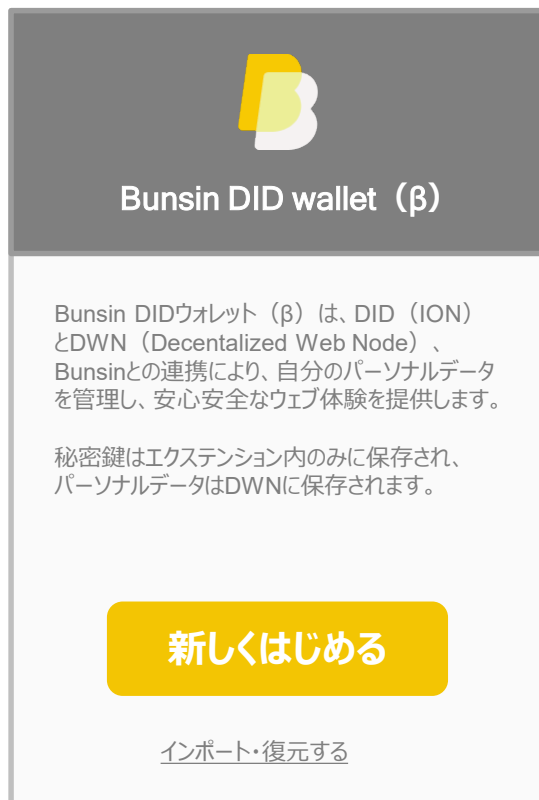 Bunsin DID wallet（β）
Bunsin DIDウォレット（β）は、DID（ION）
とDWN（Decentalized Web Node）、
Bunsinとの連携により、自分のパーソナルデータ
を管理し、安心安全なウェブ体験を提供します。
秘密鍵はエクステンション内のみに保存され、
パーソナルデータはDWNに保存されます。
新しくはじめる
インポート・復元する